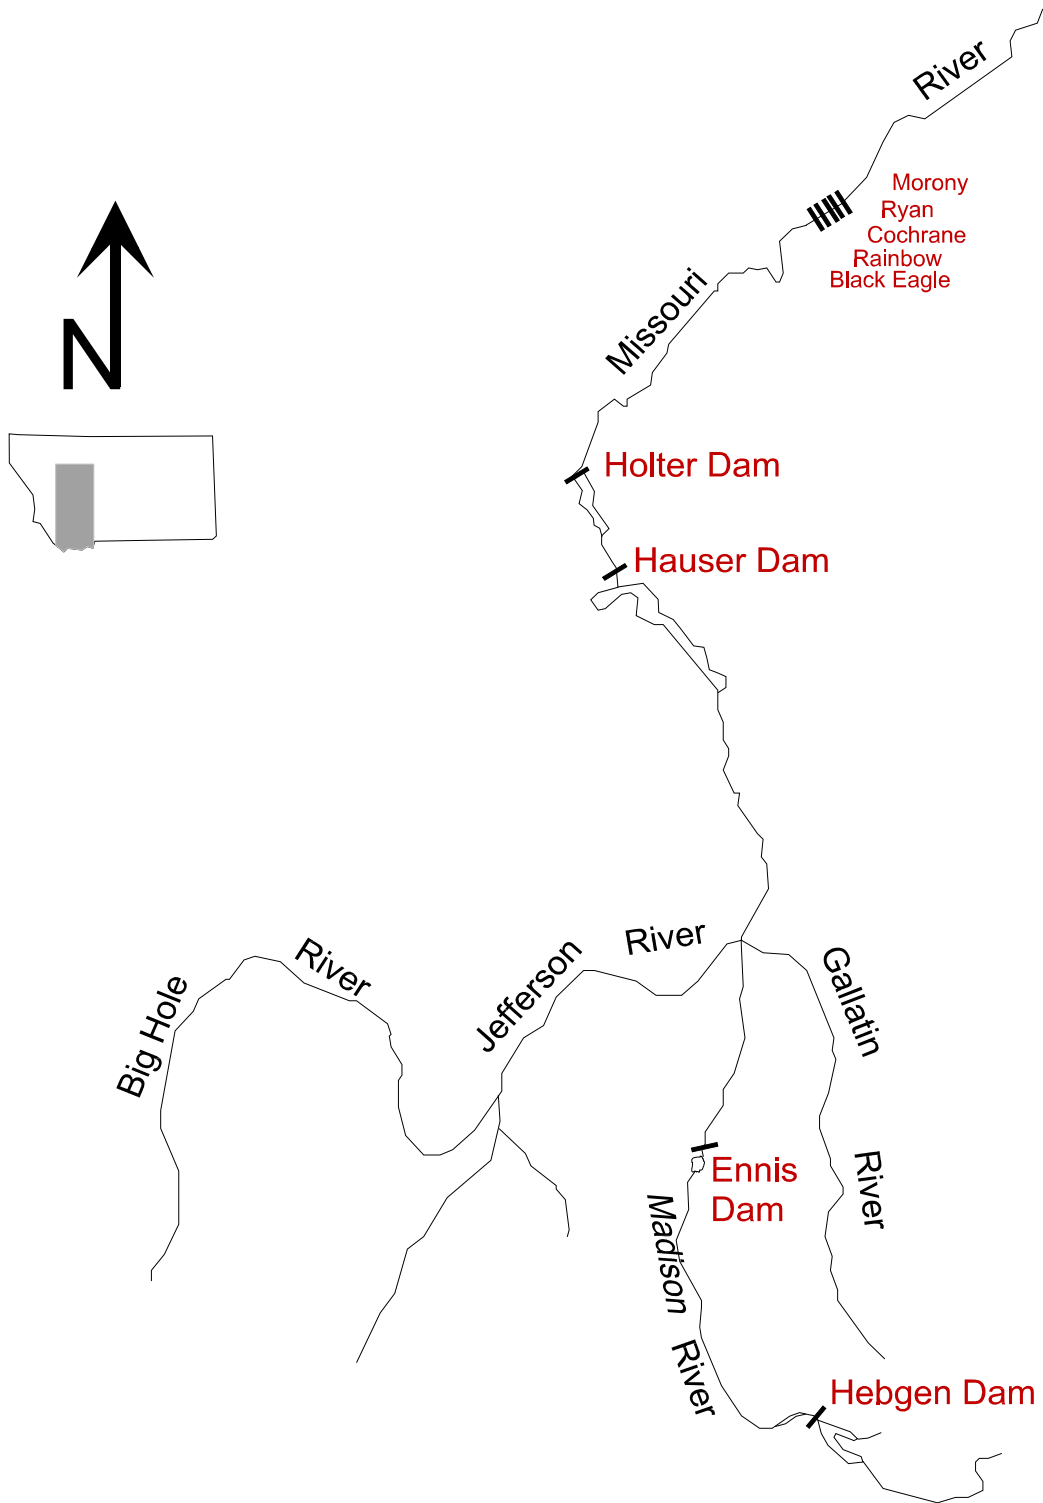 River
Morony
Ryan
Cochrane
Rainbow
Black Eagle
Missouri
N
Holter Dam
Hauser Dam
River
River
Jefferson
Gallatin
Big Hole
Ennis
Dam
River
Madison
River
Hebgen Dam